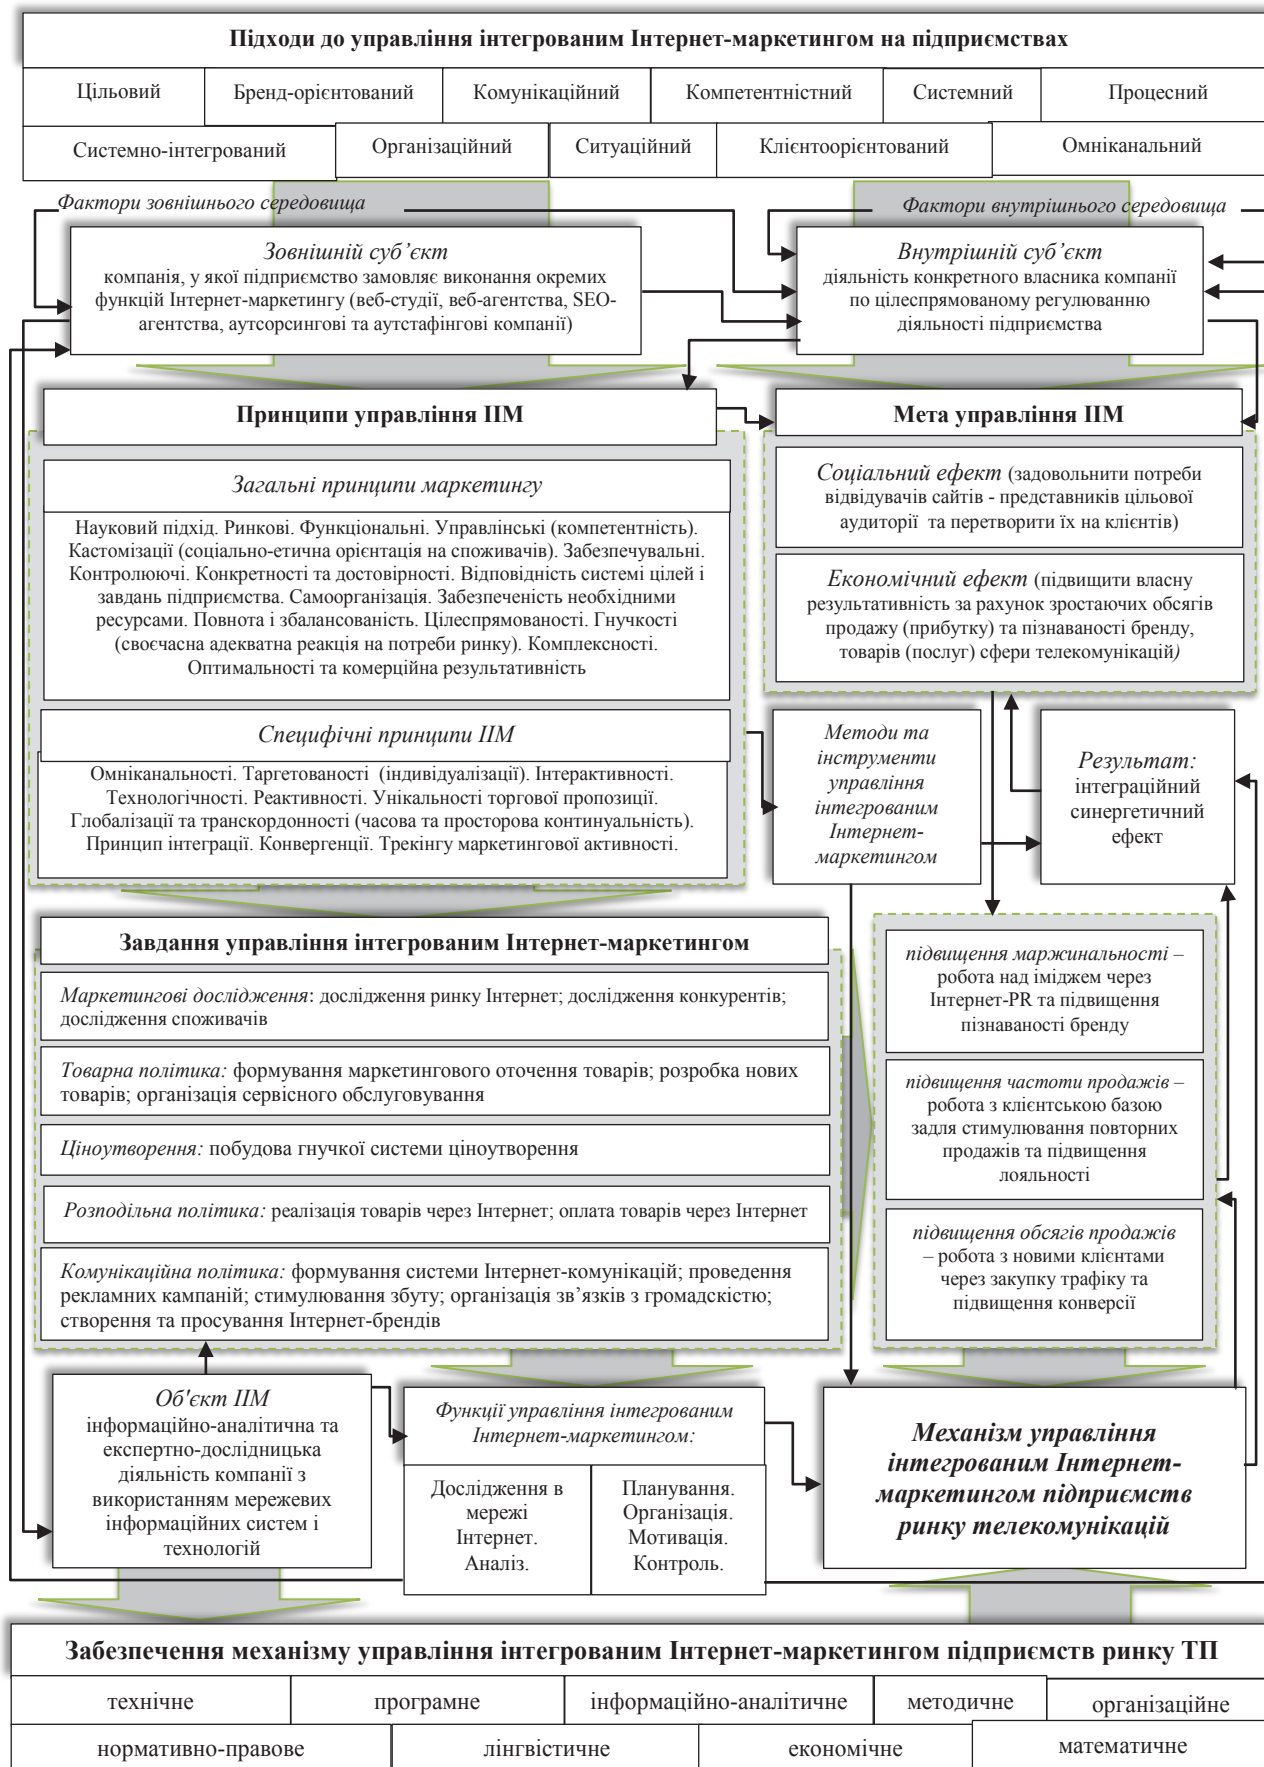 Підходи до управління інтегрованим Інтернет-маркетингом на підприємствах
Цільовий
Бренд-орієнтований
Комунікаційний
Компетентністний
Системний
Процесний
Системно-інтегрований
Організаційний
Ситуаційний
Клієнтоорієнтований
Омніканальний
Фактори зовнішнього середовища
Фактори внутрішнього середовища
Зовнішній суб’єкт
компанія, у якої підприємство замовляє виконання окремих
функцій Інтернет-маркетингу (веб-студії, веб-агентства, SEO-
агентства, аутсорсингові та аутстафінгові компанії)
Внутрішній суб’єкт
діяльність конкретного власника компанії
по цілеспрямованому регулюванню
діяльності підприємства
Принципи управління ІІМ
Загальні принципи маркетингу
Науковий підхід. Ринкові. Функціональні. Управлінські (компетентність).
Кастомізації (соціально-етична орієнтація на споживачів). Забезпечувальні.
Контролюючі. Конкретності та достовірності. Відповідність системі цілей і
завдань підприємства. Самоорганізація. Забезпеченість необхідними
ресурсами. Повнота і збалансованість. Цілеспрямованості. Гнучкості
(своєчасна адекватна реакція на потреби ринку). Комплексності.
Оптимальності та комерційна результативність
Специфічні принципи ІІМ
Омніканальності. Таргетованості (індивідуалізації). Інтерактивності.
Технологічності. Реактивності. Унікальності торгової пропозиції.
Глобалізації та транскордонності (часова та просторова континуальність).
Принцип інтеграції. Конвергенції. Трекінгу маркетингової активності.
Мета управління ІІМ
Соціальний ефект (задовольнити потреби
відвідувачів сайтів - представників цільової
аудиторії та перетворити їх на клієнтів)
Економічний ефект (підвищити власну
результативність за рахунок зростаючих обсягів
продажу (прибутку) та пізнаваності бренду,
товарів (послуг) сфери телекомунікацій)
Методи та
інструменти
управління
інтегрованим
Інтернет-
маркетингом
Результат:
інтеграційний
синергетичний
ефект
Завдання управління інтегрованим Інтернет-маркетингом
Маркетингові дослідження: дослідження ринку Інтернет; дослідження конкурентів;
дослідження споживачів
Товарна політика: формування маркетингового оточення товарів; розробка нових
товарів; організація сервісного обслуговування
Ціноутворення: побудова гнучкої системи ціноутворення
Розподільна політика: реалізація товарів через Інтернет; оплата товарів через Інтернет
Комунікаційна політика: формування системи Інтернет-комунікацій; проведення
рекламних кампаній; стимулювання збуту; організація зв’язків з громадскістю;
створення та просування Інтернет-брендів
підвищення маржинальності –
робота над іміджем через
Інтернет-PR та підвищення
пізнаваності бренду
підвищення частоти продажів –
робота з клієнтською базою
задля стимулювання повторних
продажів та підвищення
лояльності
підвищення обсягів продажів
– робота з новими клієнтами
через закупку трафіку та
підвищення конверсії
Об'єкт ІІМ
інформаційно-аналітична та
експертно-дослідницька
діяльність компанії з
використанням мережевих
інформаційних систем і
технологій
Функції управління інтегрованим
Інтернет-маркетингом:
Дослідження в
мережі
Інтернет.
Аналіз.
Планування.
Організація.
Мотивація.
Контроль.
Механізм управління
інтегрованим Інтернет-
маркетингом підприємств
ринку телекомунікацій
Забезпечення механізму управління інтегрованим Інтернет-маркетингом підприємств ринку ТП
технічне
програмне
інформаційно-аналітичне
методичне
організаційне
нормативно-правове
лінгвістичне
економічне
математичне